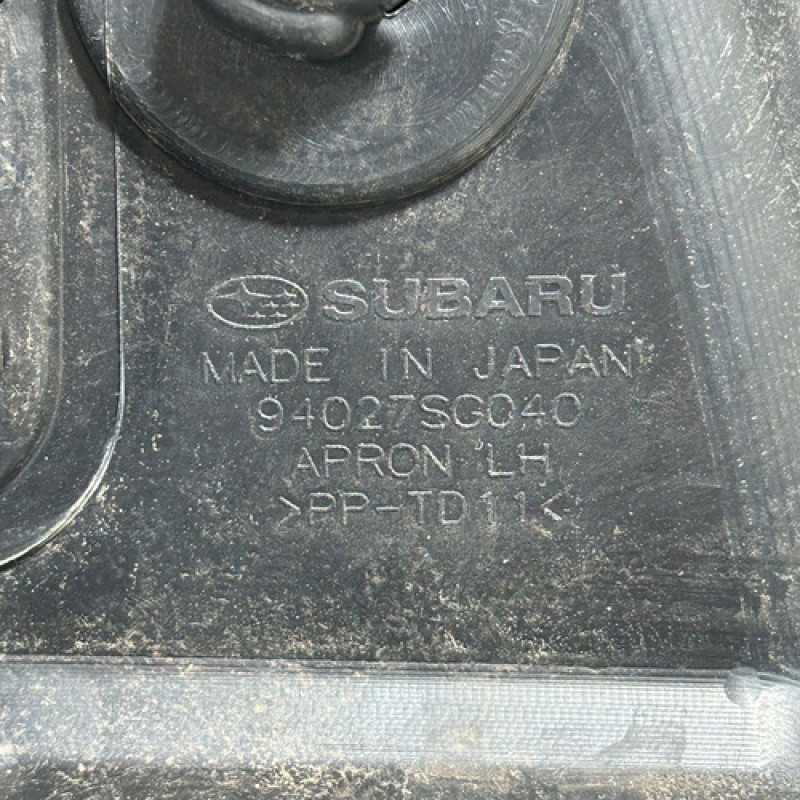 SUBARU
MADE IN JAPAN
94027SG040
APRON LH
>PP-TD11<